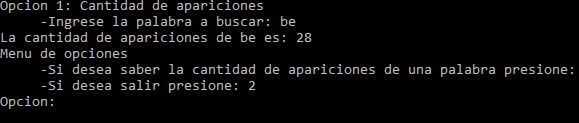 Opcion 1: Cantidad de apariciones
-Ingrese la palabra a buscar: be
La cantidad de apariciones de be es: 28
Menu de opciones
-Si desea saber la cantidad de apariciones de una palabra presione:
-Si desea salir presione: 2
Opcion: